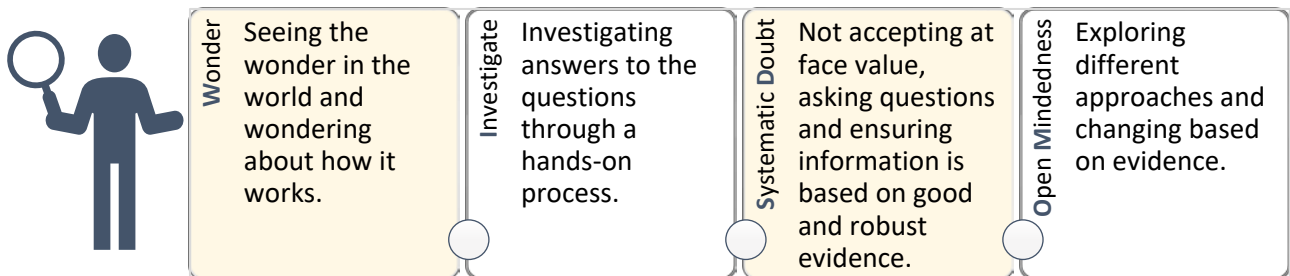 Wonder
Seeing the
wonder in the
world and
wondering
about how it
works.
Investigate
Investigating
answers to the
questions
through a
hands-on
process.
Systematic Doubt
Not accepting at
face value,
asking questions
and ensuring
information is
based on good
and robust
evidence.
Open Mindedness
Exploring
different
approaches and
changing based
on evidence.